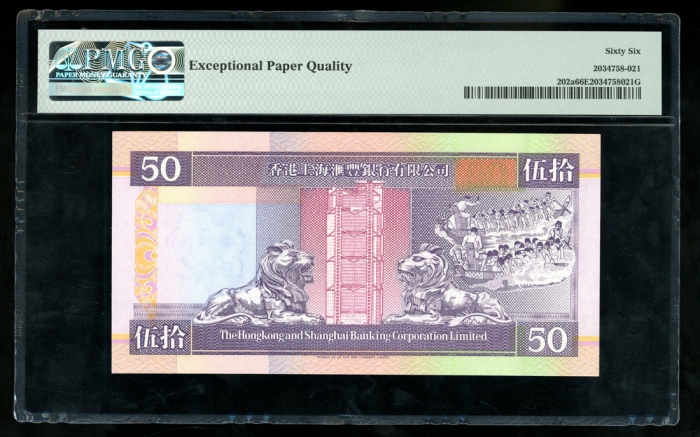 PMG
PAPER MONEY GUARANTY
Exceptional Paper Quality
Sixty Six
2034758-021
202a66E2034758021G
50
香港上海滙豐銀行有限公司
伍拾
伍拾
The Hongkong and Shanghai Banking Corporation Limited
50